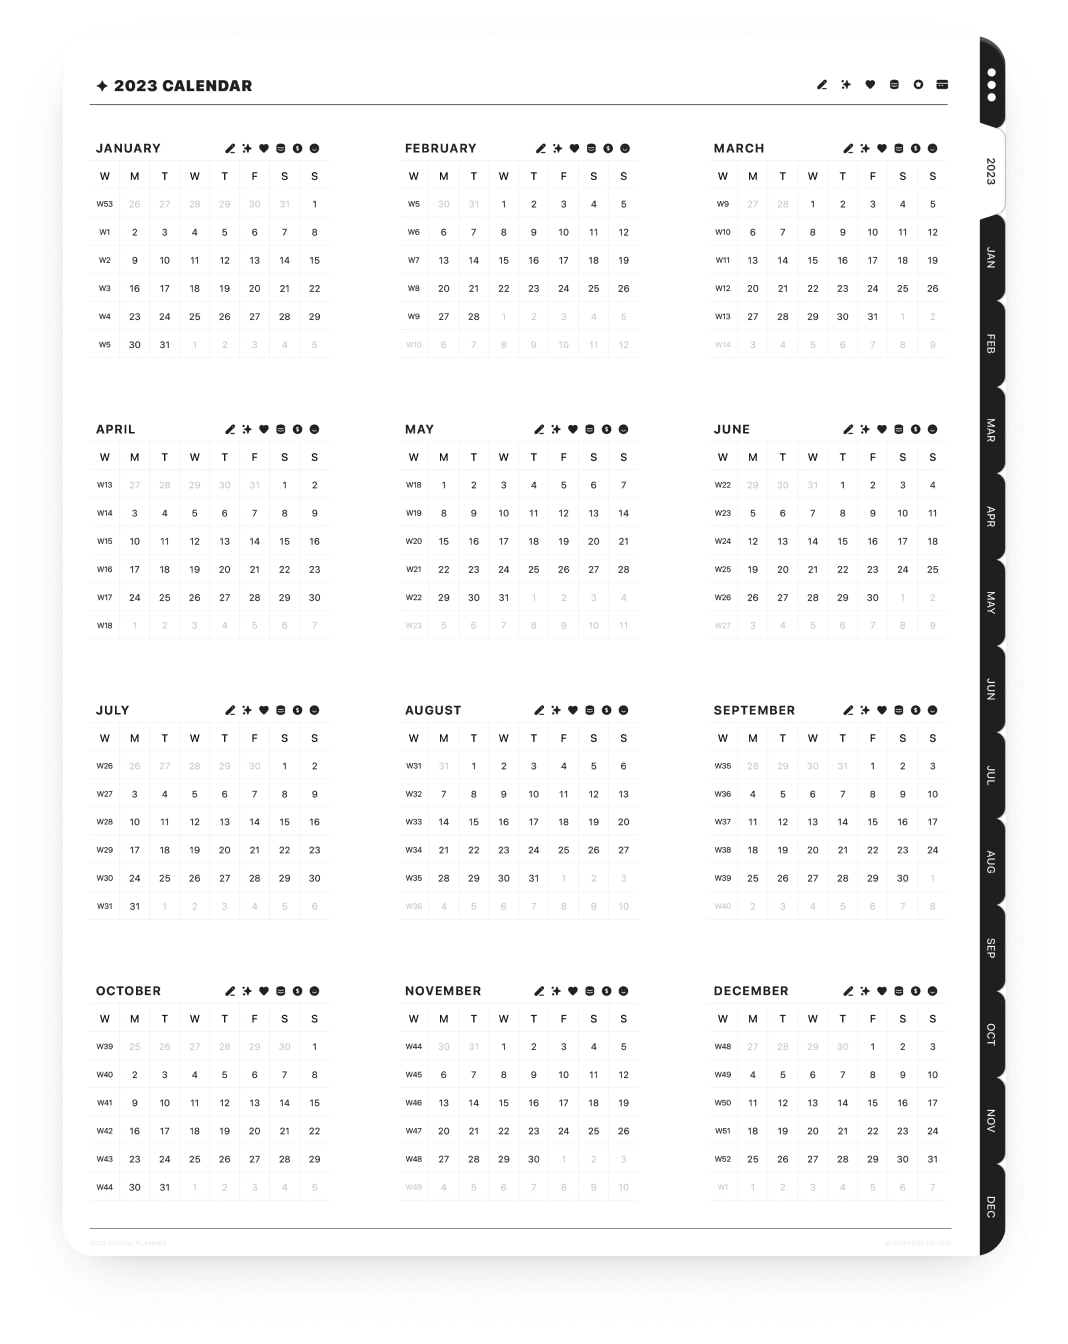 2023 CALENDAR
JANUARY
W M T W T F S S
W53 26 27 28 29 30 31 1
W1 2 3 4 5 6 7 8
W2 9 10 11 12 13 14 15
W3 16 17 18 19 20 21 22
W4 23 24 25 26 27 28 29
W5 30 31 1 2 3 4 5
FEBRUARY
W M T W T F S S
W5 30 31 1 2 3 4 5
W6 6 7 8 9 10 11 12
W7 13 14 15 16 17 18 19
W8 20 21 22 23 24 25 26
W9 27 28 1 2 3 4 5
W10 6 7 8 9 10 11 12
MARCH
W M T W T F S S
W9 27 28 1 2 3 4 5
W10 6 7 8 9 10 11 12
W11 13 14 15 16 17 18 19
W12 20 21 22 23 24 25 26
W13 27 28 29 30 31 1 2
W14 3 4 5 6 7 8 9
APRIL
W M T W T F S S
W13 27 28 29 30 31 1 2
W14 3 4 5 6 7 8 9
W15 10 11 12 13 14 15 16
W16 17 18 19 20 21 22 23
W17 24 25 26 27 28 29 30
W18 1 2 3 4 5 6 7
MAY
W M T W T F S S
W18 1 2 3 4 5 6 7
W19 8 9 10 11 12 13 14
W20 15 16 17 18 19 20 21
W21 22 23 24 25 26 27 28
W22 29 30 31 1 2 3 4
W23 5 6 7 8 9 10 11
JUNE
W M T W T F S S
W22 29 30 31 1 2 3 4
W23 5 6 7 8 9 10 11
W24 12 13 14 15 16 17 18
W25 19 20 21 22 23 24 25
W26 26 27 28 29 30 1 2
W27 3 4 5 6 7 8 9
JULY
W M T W T F S S
W26 26 27 28 29 30 1 2
W27 3 4 5 6 7 8 9
W28 10 11 12 13 14 15 16
W29 17 18 19 20 21 22 23
W30 24 25 26 27 28 29 30
W31 31 1 2 3 4 5 6
AUGUST
W M T W T F S S
W31 31 1 2 3 4 5 6
W32 7 8 9 10 11 12 13
W33 14 15 16 17 18 19 20
W34 21 22 23 24 25 26 27
W35 28 29 30 31 1 2 3
W36 4 5 6 7 8 9 10
SEPTEMBER
W M T W T F S S
W35 28 29 30 31 1 2 3
W36 4 5 6 7 8 9 10
W37 11 12 13 14 15 16 17
W38 18 19 20 21 22 23 24
W39 25 26 27 28 29 30 1
W40 2 3 4 5 6 7 8
OCTOBER
W M T W T F S S
W39 25 26 27 28 29 30 1
W40 2 3 4 5 6 7 8
W41 9 10 11 12 13 14 15
W42 16 17 18 19 20 21 22
W43 23 24 25 26 27 28 29
W44 30 31 1 2 3 4 5
NOVEMBER
W M T W T F S S
W44 30 31 1 2 3 4 5
W45 6 7 8 9 10 11 12
W46 13 14 15 16 17 18 19
W47 20 21 22 23 24 25 26
W48 27 28 29 30 1 2 3
W49 4 5 6 7 8 9 10
DECEMBER
W M T W T F S S
W48 27 28 29 30 1 2 3
W49 4 5 6 7 8 9 10
W50 11 12 13 14 15 16 17
W51 18 19 20 21 22 23 24
W52 25 26 27 28 29 30 31
W1 1 2 3 4 5 6 7
2023 DIGITAL PLANNER
2023
JAN
FEB
MAR
APR
MAY
JUN
JUL
AUG
SEP
OCT
NOV
DEC